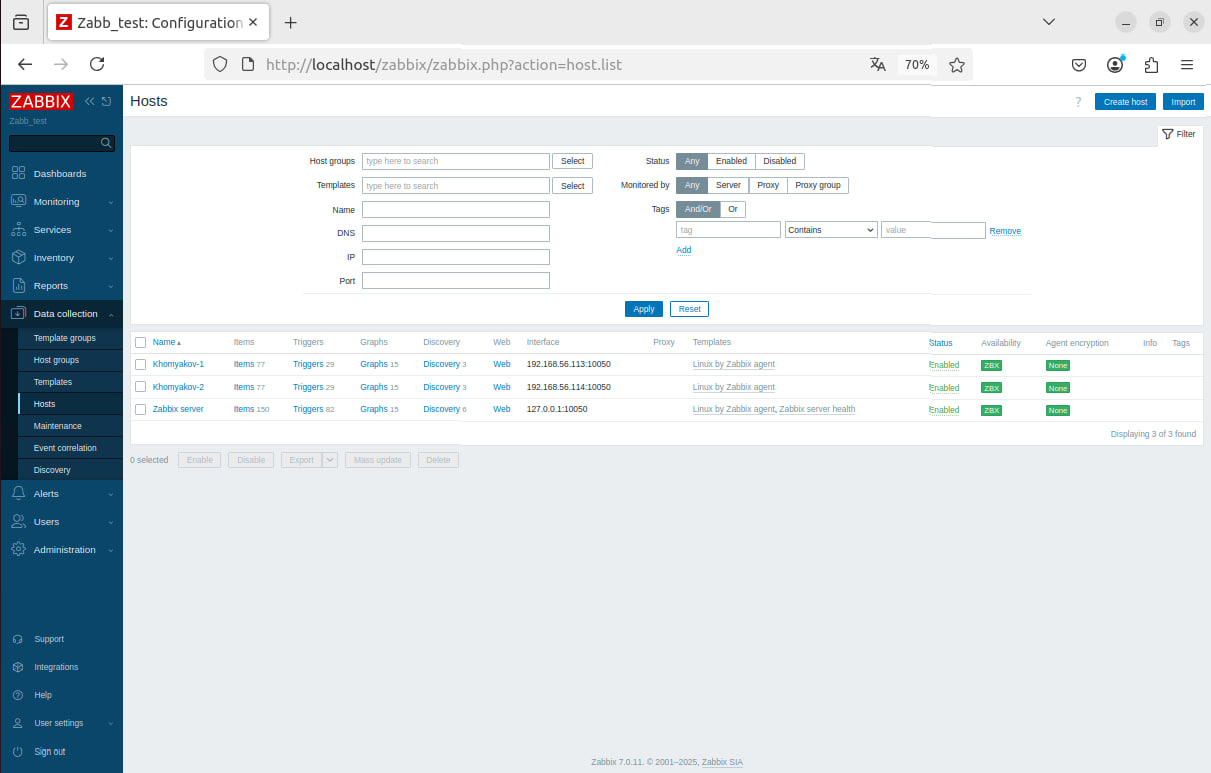 Zabb_test: Configuration
http://localhost/zabbix/zabbix.php?action=host.list
70%
ZABBIX
Zabb_test
Dashboards
Monitoring
Services
Inventory
Reports
Data collection
Template groups
Host groups
Templates
Hosts
Maintenance
Event correlation
Discovery
Alerts
Users
Administration
Support
Integrations
Help
User settings
Sign out
Hosts
? Create host Import
Filter
Host groups type here to search Select Status Any Enabled Disabled
Templates type here to search Select Monitored by Any Server Proxy Proxy group
Name Tags And/Or Or
DNS tag Contains value Remove
IP Add
Port
Apply Reset
Name Items Triggers Graphs Discovery Web Interface Proxy Templates Status Availability Agent encryption Info Tags
Khomyakov-1 Items 77 Triggers 29 Graphs 15 Discovery 3 Web 192.168.56.113:10050 Linux by Zabbix agent Enabled ZBX None
Khomyakov-2 Items 77 Triggers 29 Graphs 15 Discovery 3 Web 192.168.56.114:10050 Linux by Zabbix agent Enabled ZBX None
Zabbix server Items 150 Triggers 82 Graphs 15 Discovery 6 Web 127.0.0.1:10050 Linux by Zabbix agent, Zabbix server health Enabled ZBX None
Displaying 3 of 3 found
0 selected Enable Disable Export Mass update Delete
Zabbix 7.0.11. © 2001–2025, Zabbix SIA